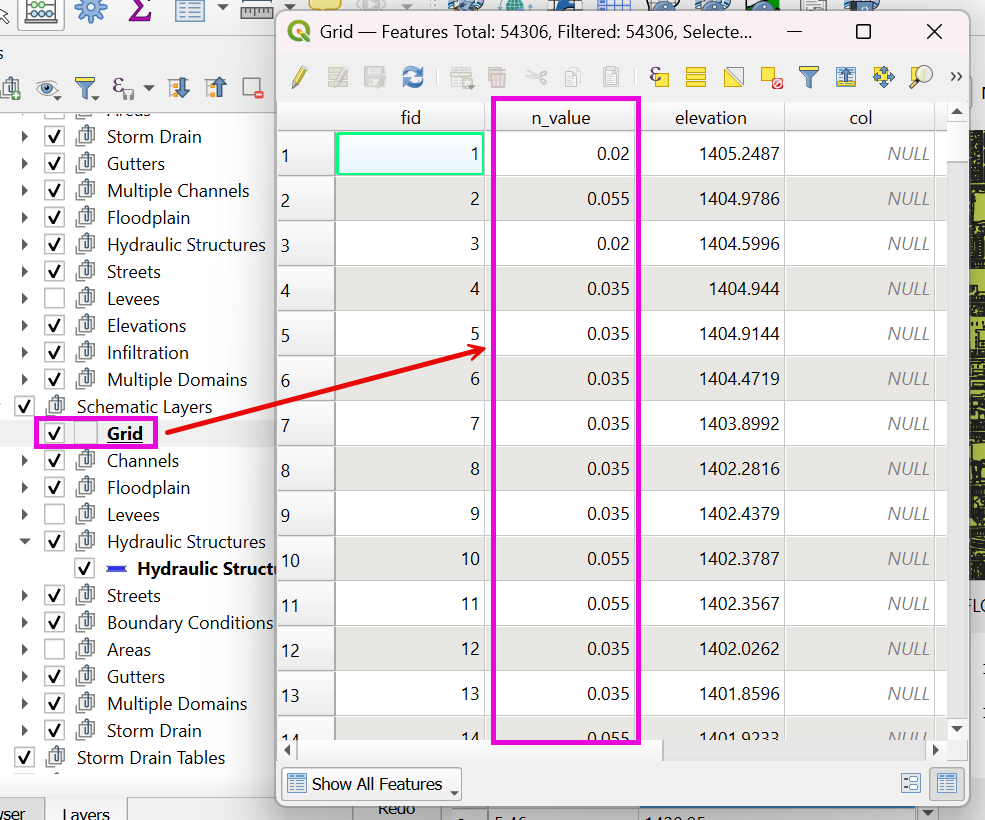 Grid — Features Total: 54306, Filtered: 54306, Selecte...
s
Areas
Storm Drain
Gutters
Multiple Channels
Floodplain
Hydraulic Structures
Streets
Levees
Elevations
Infiltration
Multiple Domains
Schematic Layers
Grid
Channels
Floodplain
Levees
Hydraulic Structures
Hydraulic Struct
Streets
Boundary Conditions
Areas
Gutters
Multiple Domains
Storm Drain
Storm Drain Tables
wser
Layers
fid n_value elevation col
1 1 0.02 1405.2487 NULL
2 2 0.055 1404.9786 NULL
3 3 0.02 1404.5996 NULL
4 4 0.035 1404.944 NULL
5 5 0.035 1404.9144 NULL
6 6 0.035 1404.4719 NULL
7 7 0.035 1403.8992 NULL
8 8 0.035 1402.2816 NULL
9 9 0.035 1402.4379 NULL
10 10 0.055 1402.3787 NULL
11 11 0.055 1402.3567 NULL
12 12 0.035 1402.0262 NULL
13 13 0.035 1401.8596 NULL
14 14 0.055 1401.9233 NULL
Show All Features
Redo